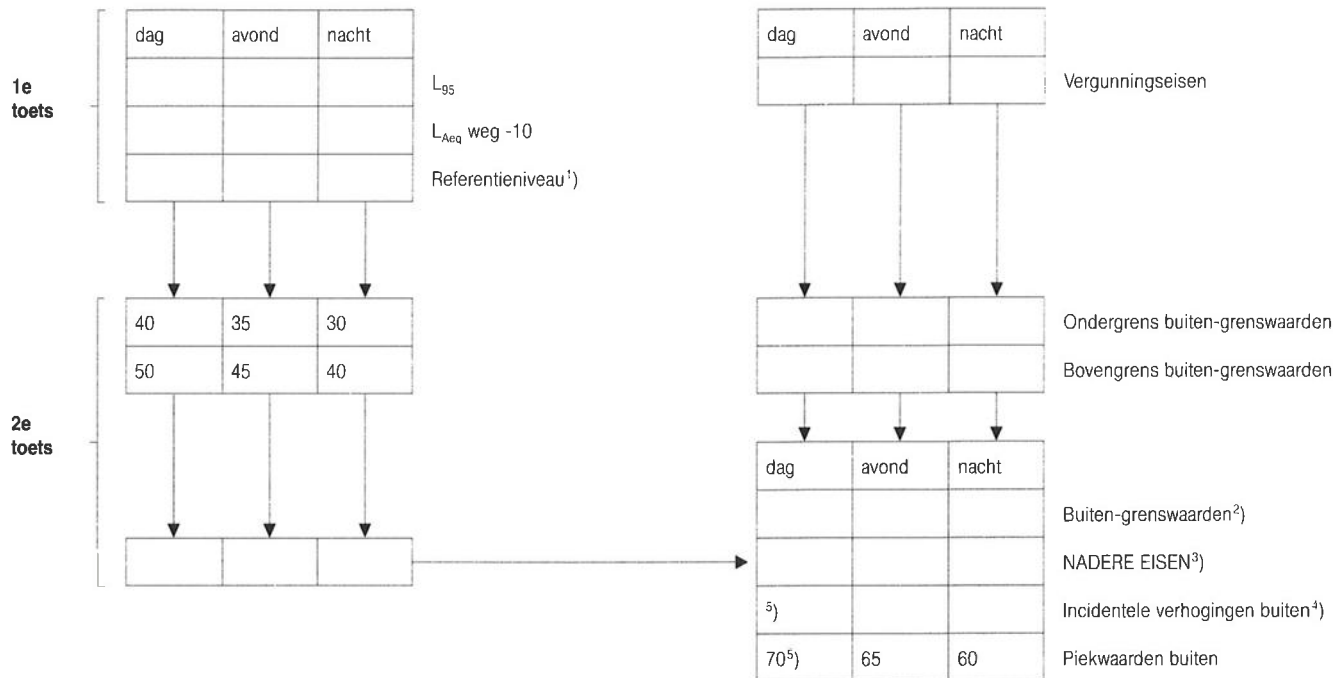 dag avond nacht
1e
toets
L95
LAeq weg -10
Referentieniveau¹)
dag avond nacht
Vergunningseisen
40 35 30
50 45 40
2e
toets
Ondergrens buiten-grenswaarden
Bovengrens buiten-grenswaarden
dag avond nacht
Buiten-grenswaarden²)
NADERE EISEN³)
⁵) Incidentele verhogingen buiten⁴)
70⁵) 65 60 Piekwaarden buiten